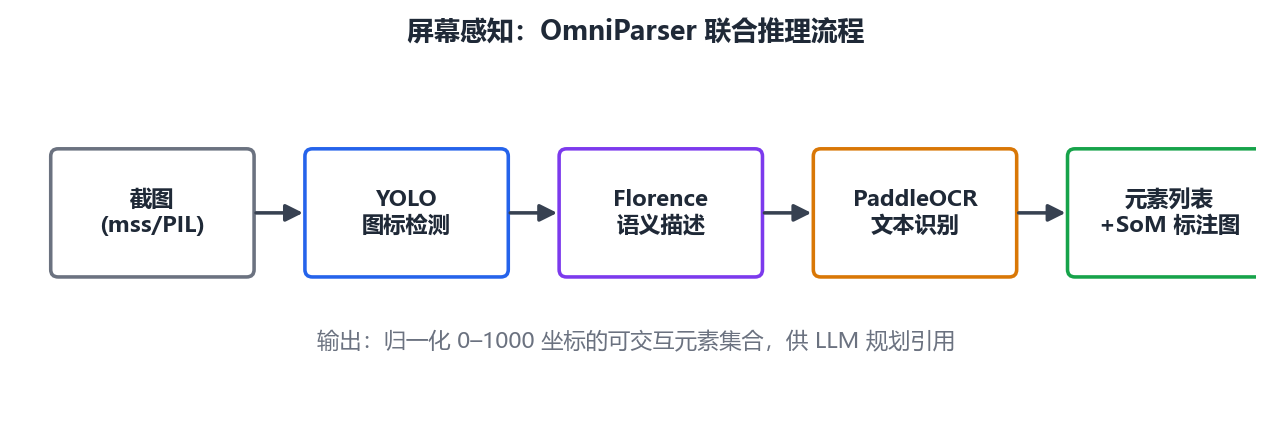 屏幕感知：OmniParser 联合推理流程
截图
(mss/PIL)
YOLO
图标检测
Florence
语义描述
PaddleOCR
文本识别
元素列表
+SoM 标注图
输出：归一化 0–1000 坐标的可交互元素集合，供 LLM 规划引用